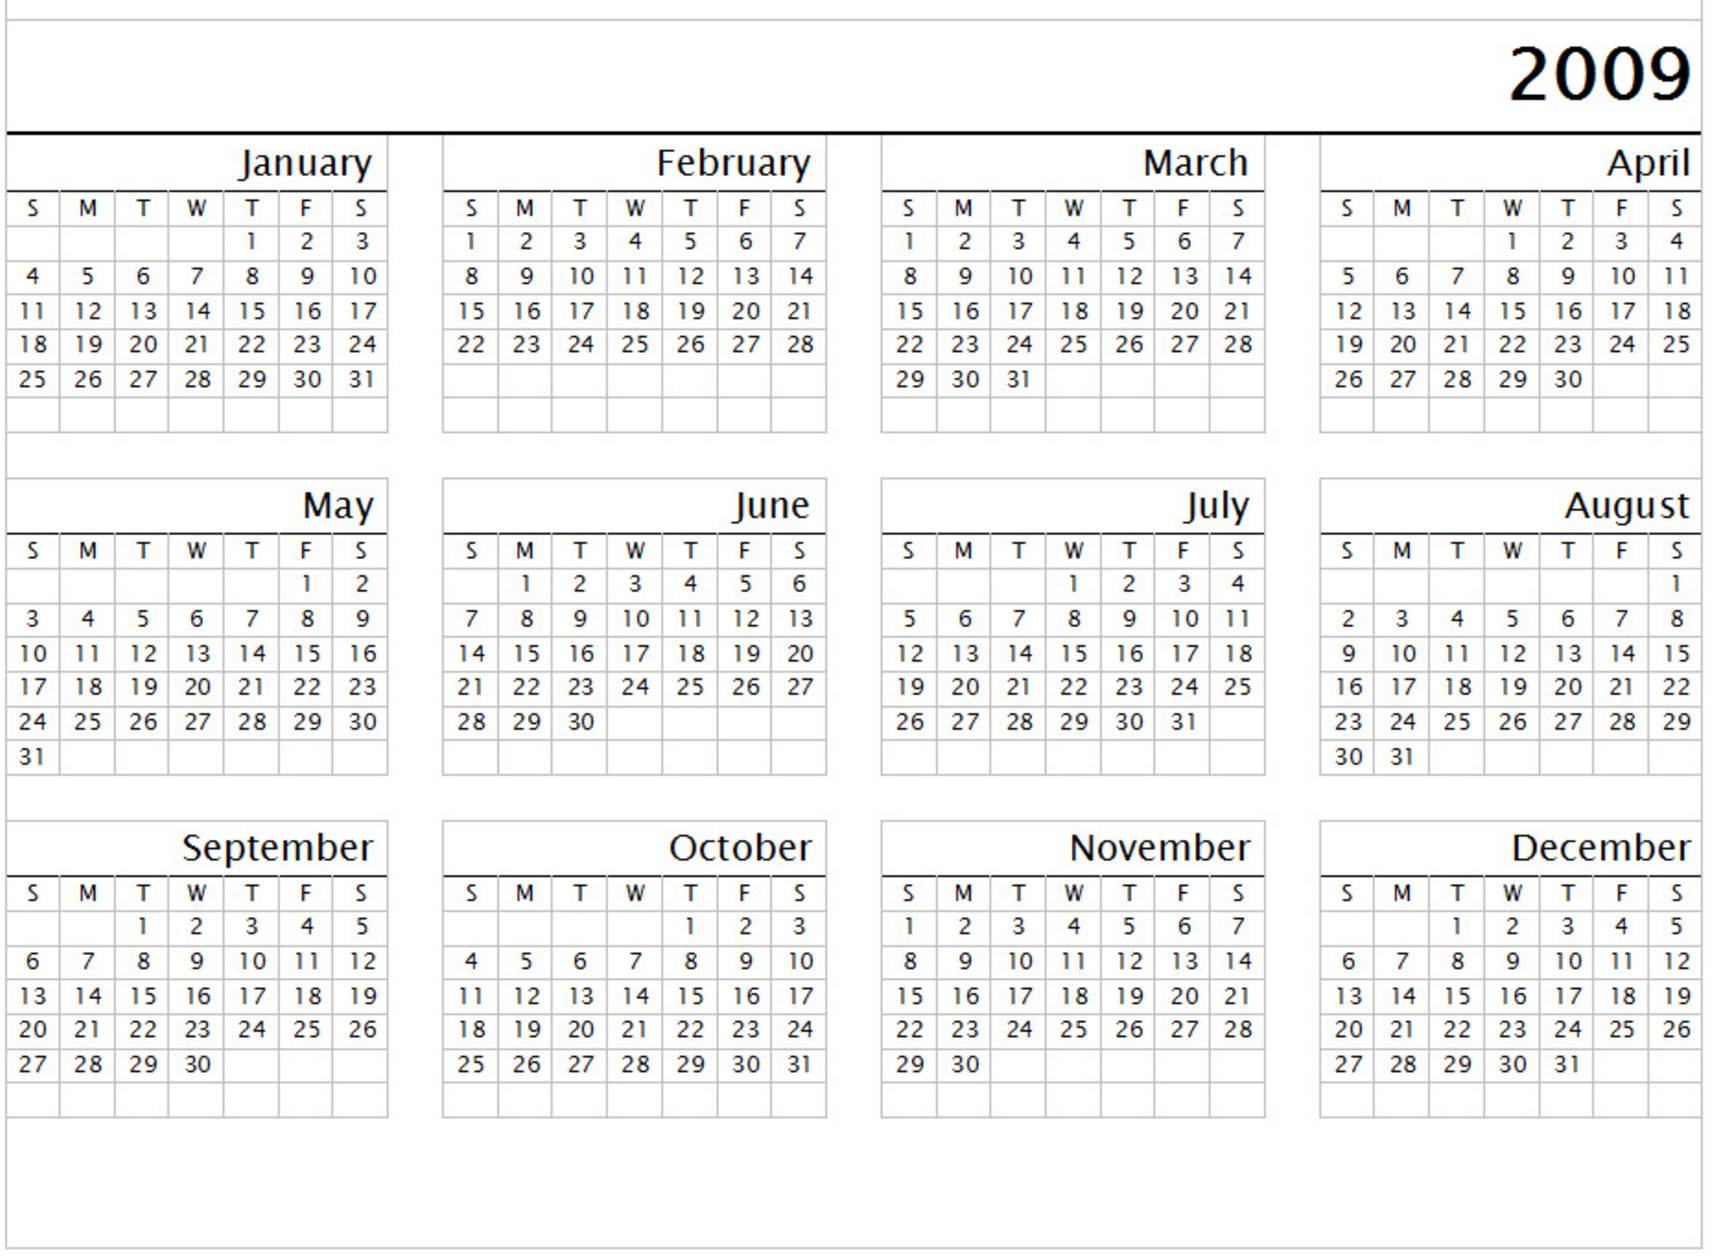 2009
January February March April
S M T W T F S S M T W T F S S M T W T F S S M T W T F S
1 2 3 1 2 3 4 5 6 7 1 2 3 4 5 6 7 1 2 3 4
4 5 6 7 8 9 10 8 9 10 11 12 13 14 8 9 10 11 12 13 14 5 6 7 8 9 10 11
11 12 13 14 15 16 17 15 16 17 18 19 20 21 15 16 17 18 19 20 21 12 13 14 15 16 17 18
18 19 20 21 22 23 24 22 23 24 25 26 27 28 22 23 24 25 26 27 28 19 20 21 22 23 24 25
25 26 27 28 29 30 31 29 30 31 26 27 28 29 30
May June July August
S M T W T F S S M T W T F S S M T W T F S S M T W T F S
1 2 1 2 3 4 5 6 1 2 3 4 1
3 4 5 6 7 8 9 7 8 9 10 11 12 13 5 6 7 8 9 10 11 2 3 4 5 6 7 8
10 11 12 13 14 15 16 14 15 16 17 18 19 20 12 13 14 15 16 17 18 9 10 11 12 13 14 15
17 18 19 20 21 22 23 21 22 23 24 25 26 27 19 20 21 22 23 24 25 16 17 18 19 20 21 22
24 25 26 27 28 29 30 28 29 30 26 27 28 29 30 31 23 24 25 26 27 28 29
31 30 31
September October November December
S M T W T F S S M T W T F S S M T W T F S S M T W T F S
1 2 3 4 5 1 2 3 1 2 3 4 5 6 7 1 2 3 4 5
6 7 8 9 10 11 12 4 5 6 7 8 9 10 8 9 10 11 12 13 14 6 7 8 9 10 11 12
13 14 15 16 17 18 19 11 12 13 14 15 16 17 15 16 17 18 19 20 21 13 14 15 16 17 18 19
20 21 22 23 24 25 26 18 19 20 21 22 23 24 22 23 24 25 26 27 28 20 21 22 23 24 25 26
27 28 29 30 25 26 27 28 29 30 31 29 30 27 28 29 30 31